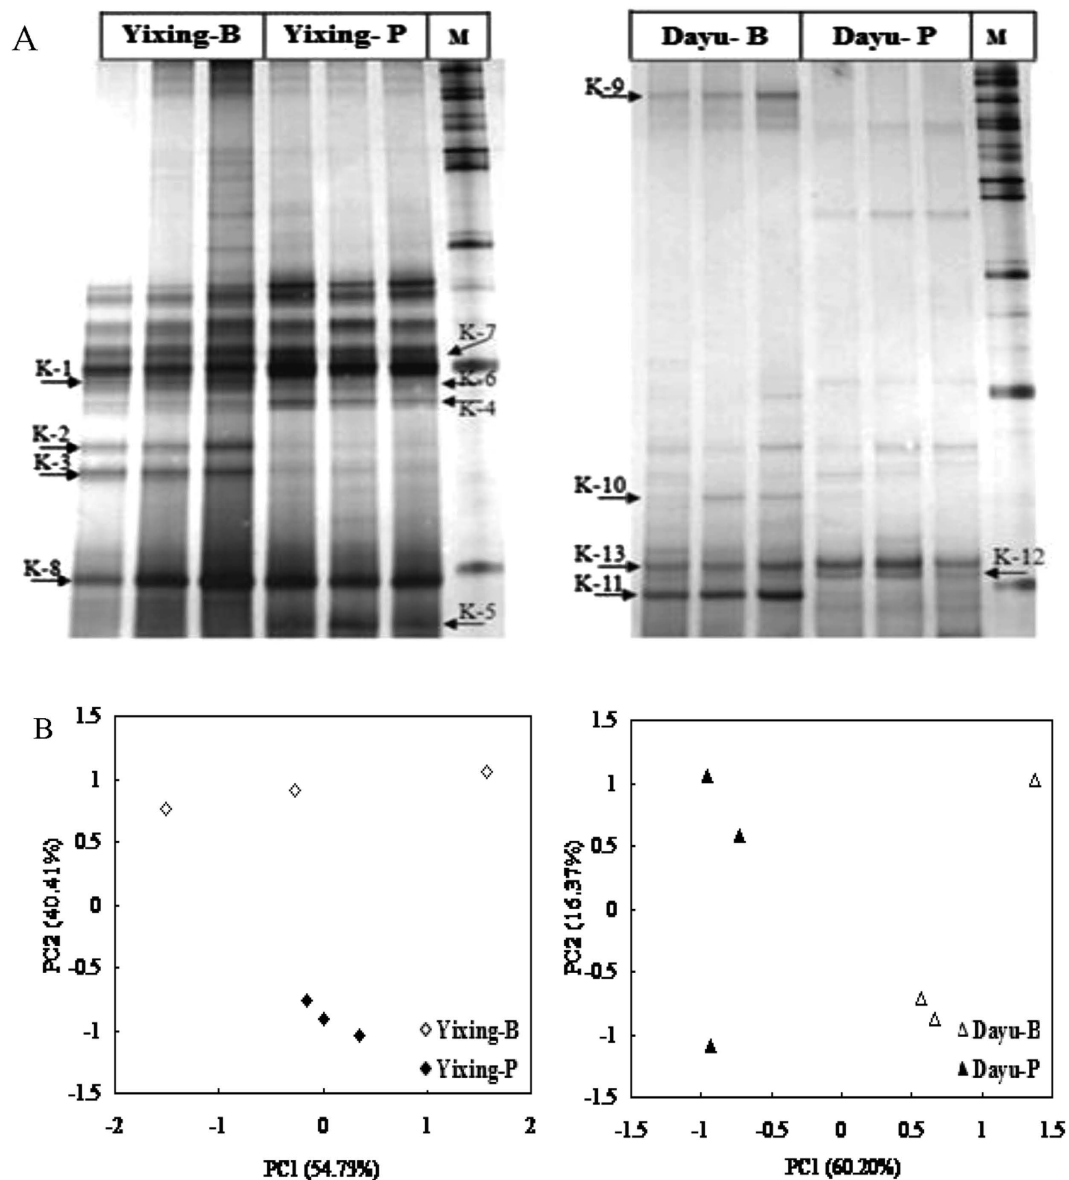 A
Yixing-B Yixing- P M
Dayu- B Dayu- P M
K-1
K-2
K-3
K-8
K-7
K-6
K-4
K-5
K-9
K-10
K-13
K-11
K-12
B
1.5
1
0.5
0
-0.5
-1
-1.5
PC2 (40.41%)
-2 -1 0 1 2
PC1 (54.73%)
Yixing-B
Yixing-P
1.5
1
0.5
0
-0.5
-1
-1.5
PC2 (16.37%)
-1.5 -1 -0.5 0 0.5 1 1.5
PC1 (60.20%)
Dayu-B
Dayu-P